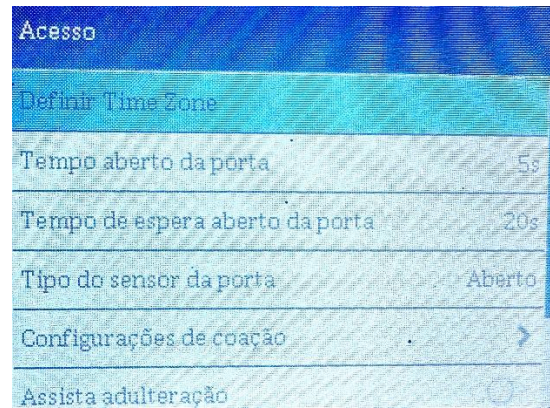 Acesso
Definir Time Zone
Tempo aberto da porta 5s
Tempo de espera aberto da porta 20s
Tipo do sensor da porta Aberto
Configurações de coação >
Assista adulteração